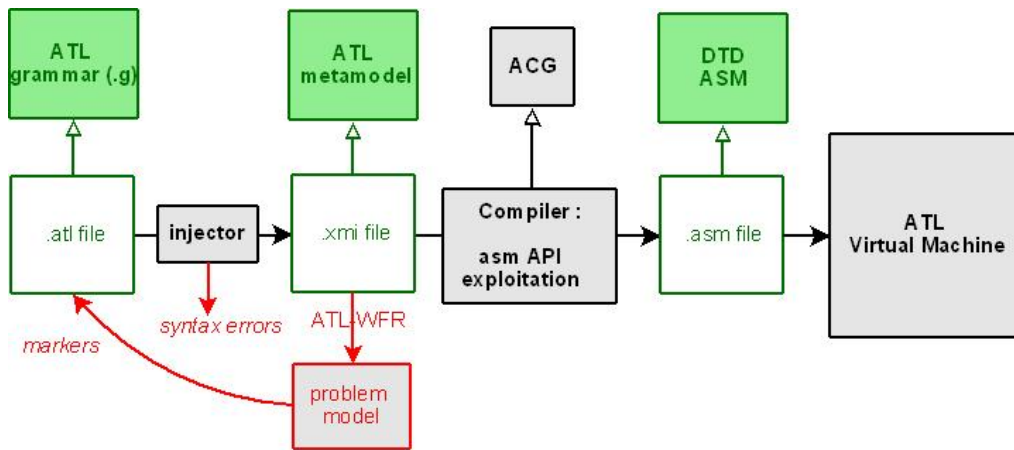 ATL
grammar (.g)
ATL
metamodel
ACG
DTD
ASM
.atl file
injector
.xmi file
Compiler :
asm API
exploitation
.asm file
ATL
Virtual Machine
markers
syntax errors
ATL-WFR
problem
model